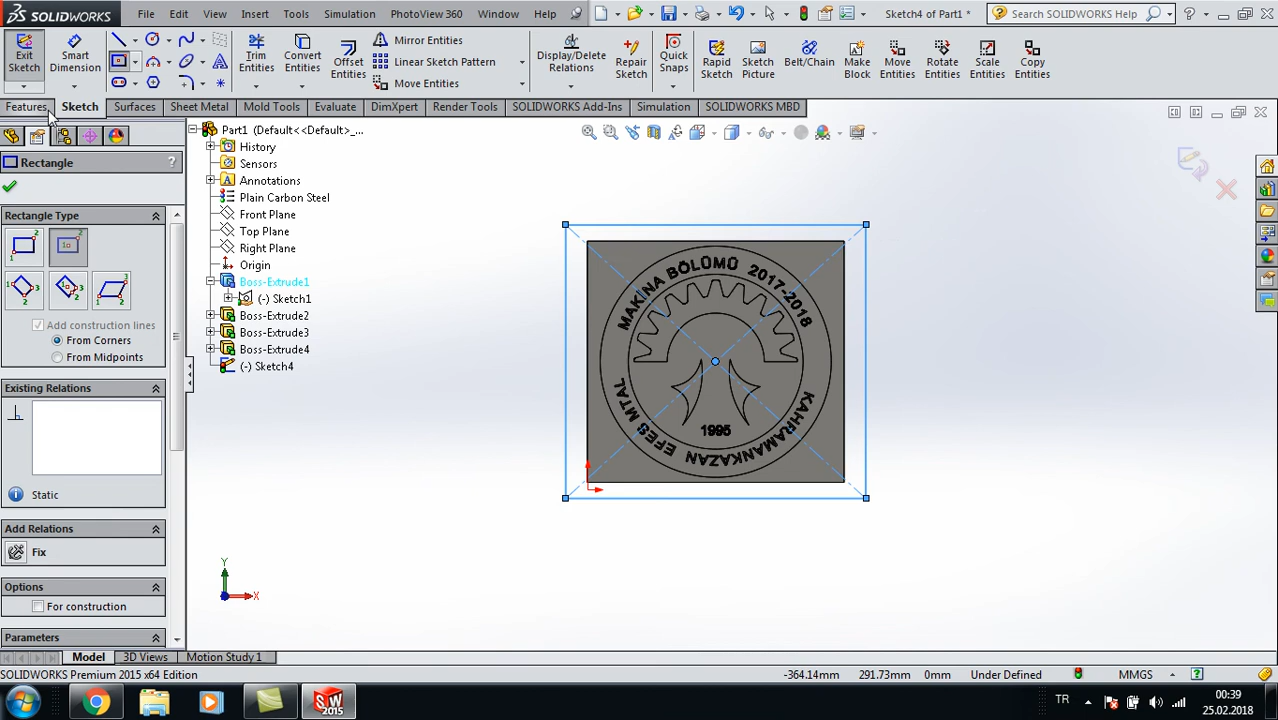 SOLIDWORKS File Edit View Insert Tools Simulation PhotoView 360 Window Help Sketch4 of Part1 * Search SOLIDWORKS Help
Exit Sketch Smart Dimension Trim Entities Convert Entities Offset Entities Mirror Entities Display/Delete Relations Repair Sketch Quick Snaps Rapid Sketch Sketch Picture Belt/Chain Make Block Move Entities Rotate Entities Scale Entities Copy Entities
Linear Sketch Pattern
Move Entities
Features Sketch Surfaces Sheet Metal Mold Tools Evaluate DimXpert Render Tools SOLIDWORKS Add-Ins Simulation SOLIDWORKS MBD
Part1 (Default<<Default>_...
History
Rectangle ?
Sensors
Annotations
Plain Carbon Steel
Rectangle Type
Front Plane
Top Plane
Right Plane
Origin
Boss-Extrude1
(-) Sketch1
Boss-Extrude2
Add construction lines
Boss-Extrude3
From Corners
Boss-Extrude4
From Midpoints
(-) Sketch4
Existing Relations
MAKİNA BÖLÜMÜ 2017-2018
1995
KAHRAMANKAZAN EFES MTAL
Static
Add Relations
Fix
Options
For construction
Parameters
Y
X
Model 3D Views Motion Study 1
SOLIDWORKS Premium 2015 x64 Edition -364.14mm 291.73mm 0mm Under Defined MMGS
SW 2015 TR 00:39
25.02.2018